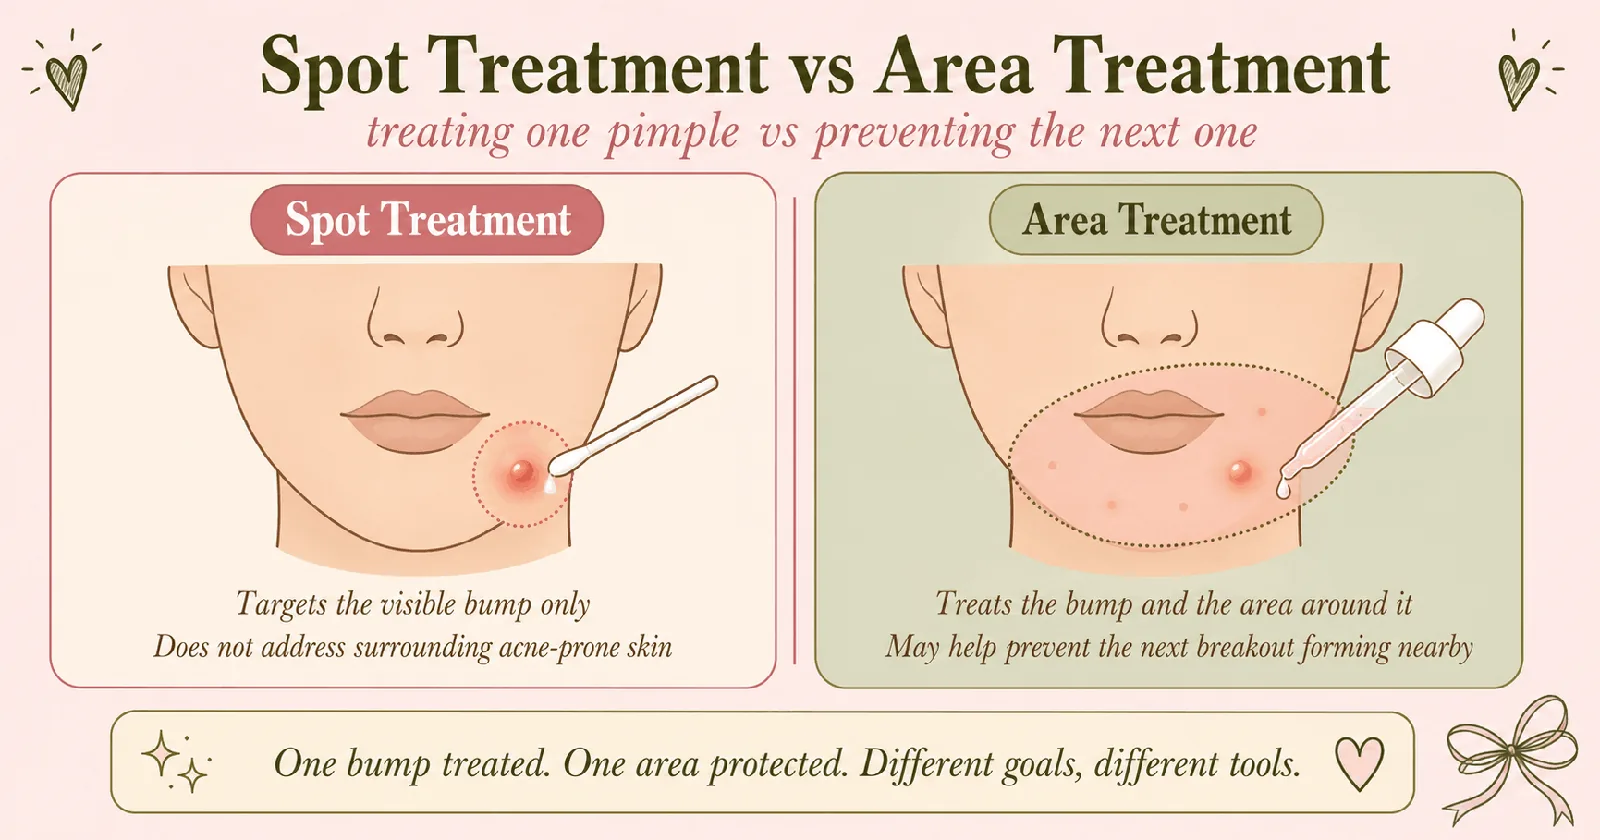 Spot Treatment vs Area Treatment
treating one pimple vs preventing the next one
Spot Treatment
Targets the visible bump only
Does not address surrounding acne-prone skin
Area Treatment
Treats the bump and the area around it
May help prevent the next breakout forming nearby
One bump treated. One area protected. Different goals, different tools.